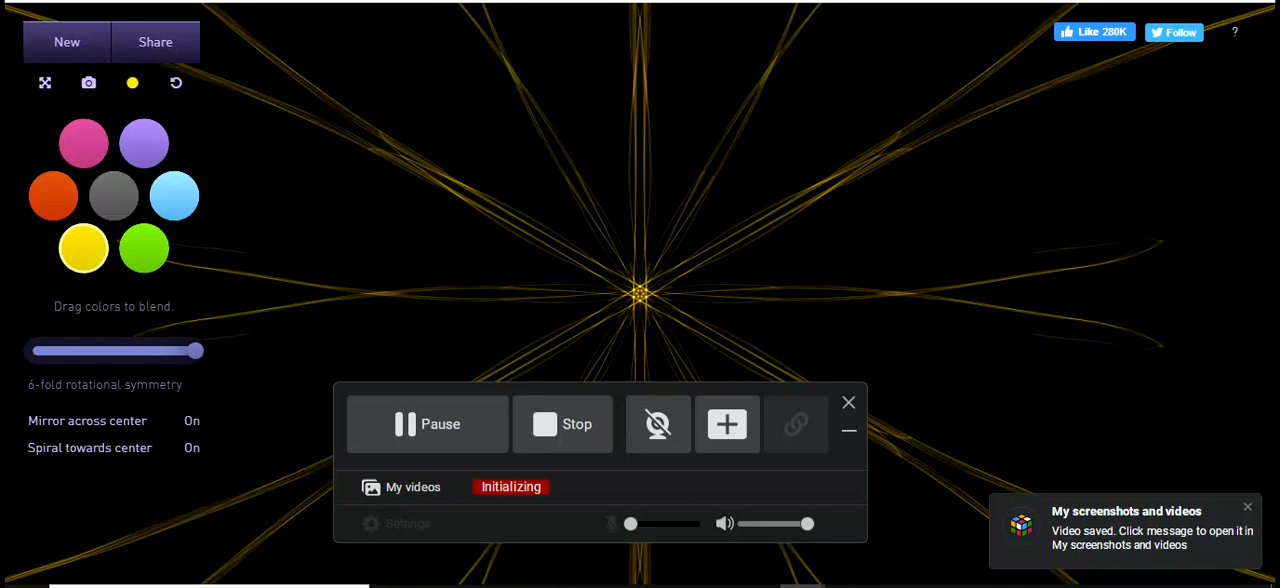 New
Share
Like 280K
Follow
?
Drag colors to blend.
6-fold rotational symmetry
Mirror across center On
Spiral towards center On
Pause
Stop
My videos
Initializing
Settings
My screenshots and videos
Video saved. Click message to open it in
My screenshots and videos